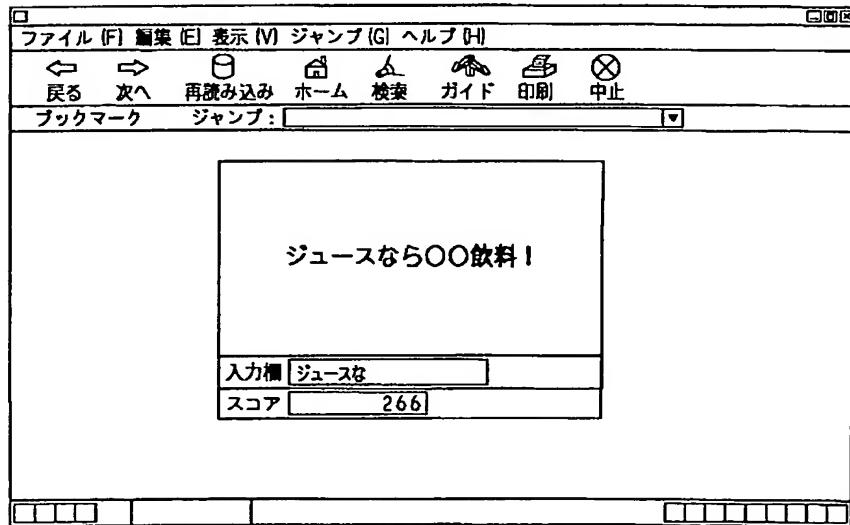 ファイル (F) 編集 (E) 表示 (V) ジャンプ (G) ヘルプ (H)
戻る 次へ 再読み込み ホーム 検索 ガイド 印刷 中止
ブックマーク ジャンプ:
ジュースなら〇〇飲料!
入力欄 ジュースな
スコア 266